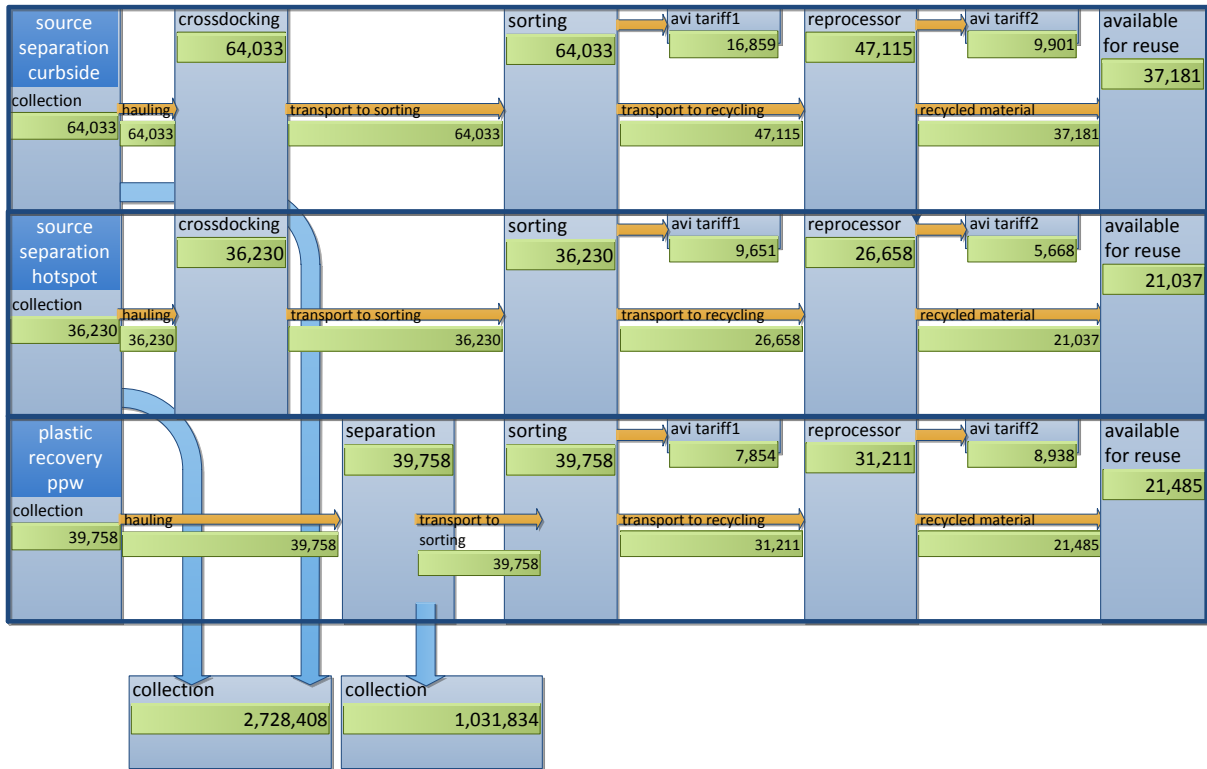 source
separation
curbside
collection
64,033
hauling
64,033
crossdocking
64,033
transport to sorting
64,033
sorting
64,033
avi tariff1
16,859
transport to recycling
47,115
reprocessor
47,115
avi tariff2
9,901
recycled material
37,181
available
for reuse
37,181
source
separation
hotspot
collection
36,230
hauling
36,230
crossdocking
36,230
transport to sorting
36,230
sorting
36,230
avi tariff1
9,651
transport to recycling
26,658
reprocessor
26,658
avi tariff2
5,668
recycled material
21,037
available
for reuse
21,037
plastic
recovery
ppw
collection
39,758
hauling
39,758
separation
39,758
transport to
sorting
39,758
sorting
39,758
avi tariff1
7,854
transport to recycling
31,211
reprocessor
31,211
avi tariff2
8,938
recycled material
21,485
available
for reuse
21,485
collection
2,728,408
collection
1,031,834